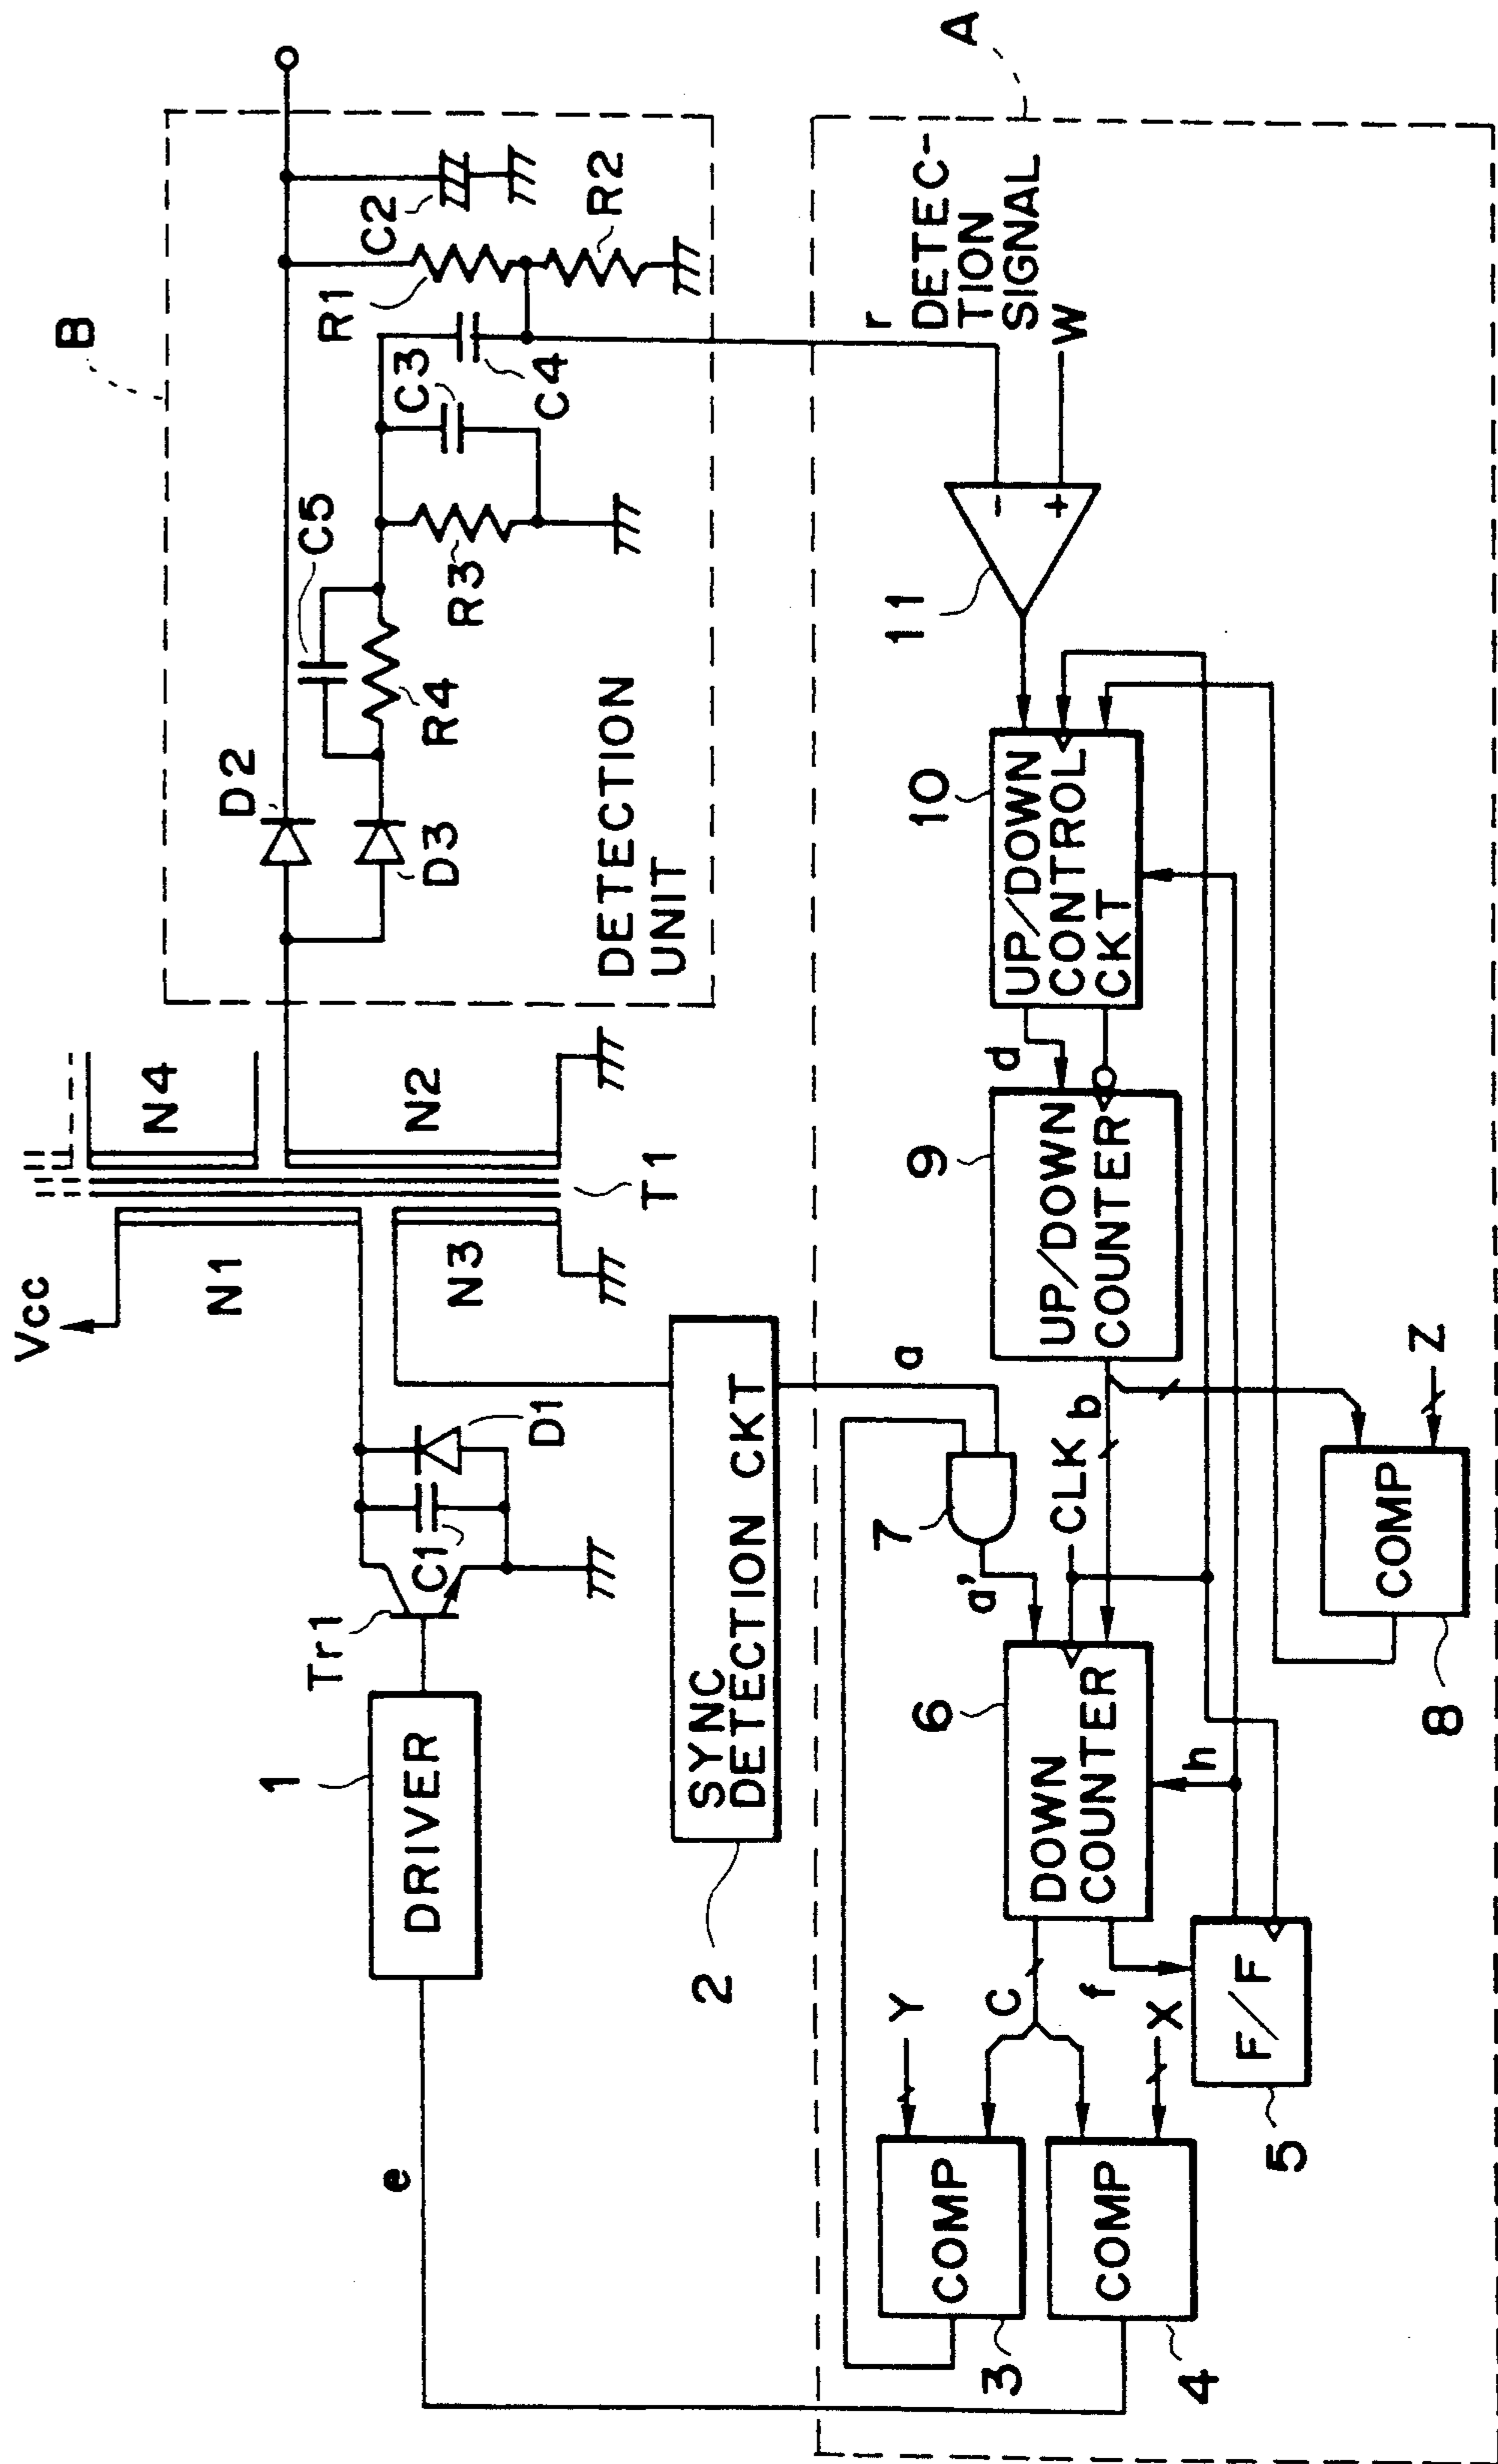 Vcc
N1
N4
N3
N2
T1
B
D2
D3
C5
R4
R3
C3
C4
R1
C2
R2
DETECTION
UNIT
1
DRIVER
Tr1
C1
D1
2
SYNC
DETECTION CKT
e
A
r
DETEC-
TION
SIGNAL
W
-
+
11
10
UP/DOWN
CONTROL
CKT
d
9
UP/DOWN
COUNTER
a
7
a'
CLK
b
6
DOWN
COUNTER
h
C
f
Y
X
COMP
3
COMP
4
F/F
5
Z
COMP
8